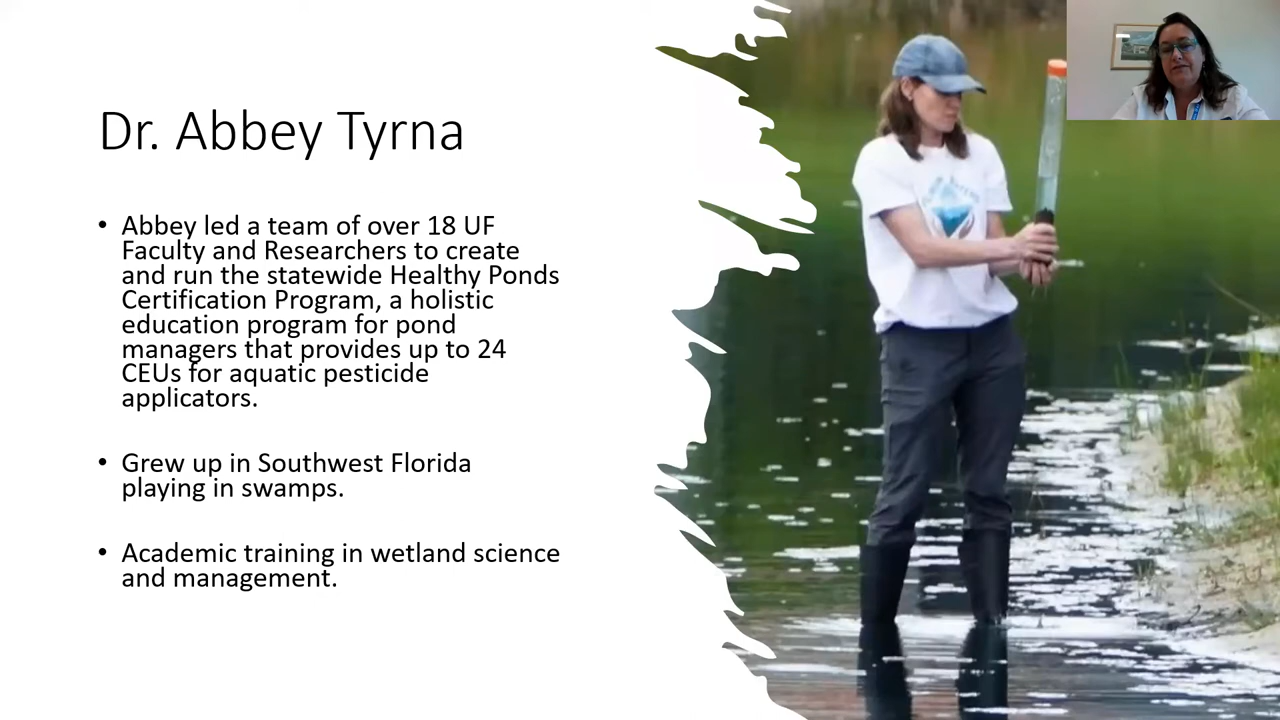 Dr. Abbey Tyrna
• Abbey led a team of over 18 UF
Faculty and Researchers to create
and run the statewide Healthy Ponds
Certification Program, a holistic
education program for pond
managers that provides up to 24
CEUs for aquatic pesticide
applicators.
• Grew up in Southwest Florida
playing in swamps.
• Academic training in wetland science
and management.